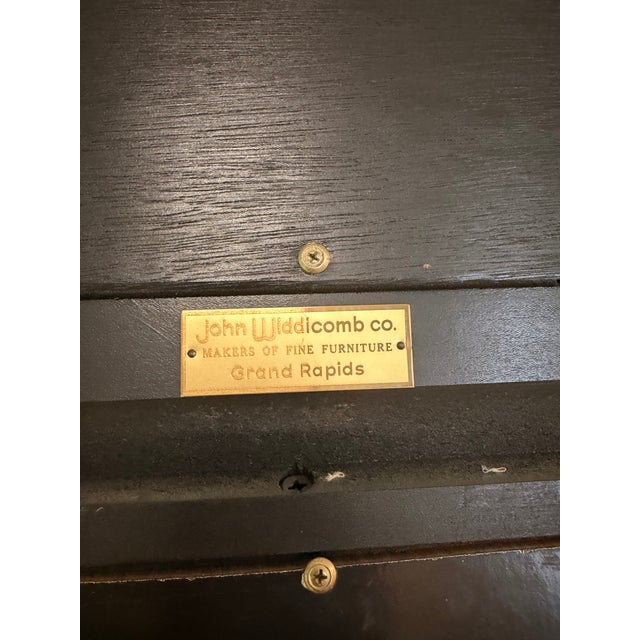 John Widdicomb co.
MAKERS OF FINE FURNITURE
Grand Rapids